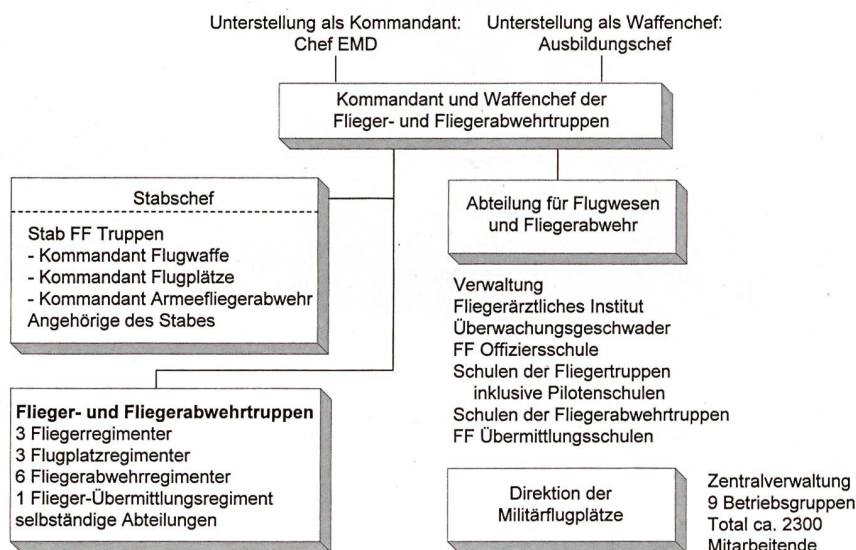 Unterstellung als Kommandant:
Chef EMD
Unterstellung als Waffenchef:
Ausbildungschef
Kommandant und Waffenchef der
Flieger- und Fliegerabwehrtruppen
Stabschef
Stab FF Truppen
- Kommandant Flugwaffe
- Kommandant Flugplätze
- Kommandant Armeefliegerabwehr
Angehörige des Stabes
Abteilung für Flugwesen
und Fliegerabwehr
Verwaltung
Fliegerärztliches Institut
Überwachungsgeschwader
FF Offiziersschule
Schulen der Fliegertruppen
inklusive Pilotenschulen
Schulen der Fliegerabwehrtruppen
FF Übermittlungsschulen
Flieger- und Fliegerabwehrtruppen
3 Fliegerregimenter
3 Flugplatzregimenter
6 Fliegerabwehrregimenter
1 Flieger-Übermittlungsregiment
selbständige Abteilungen
Direktion der
Militärflugplätze
Zentralverwaltung
9 Betriebsgruppen
Total ca. 2300
Mitarbeitende